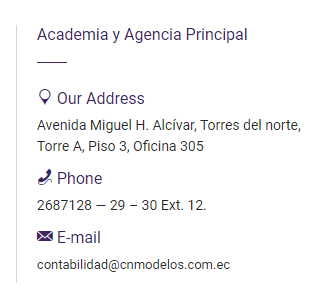 Academia y Agencia Principal
Our Address
Avenida Miguel H. Alcívar, Torres del norte,
Torre A, Piso 3, Oficina 305
Phone
2687128 — 29 – 30 Ext. 12.
E-mail
contabilidad@cnmodelos.com.ec